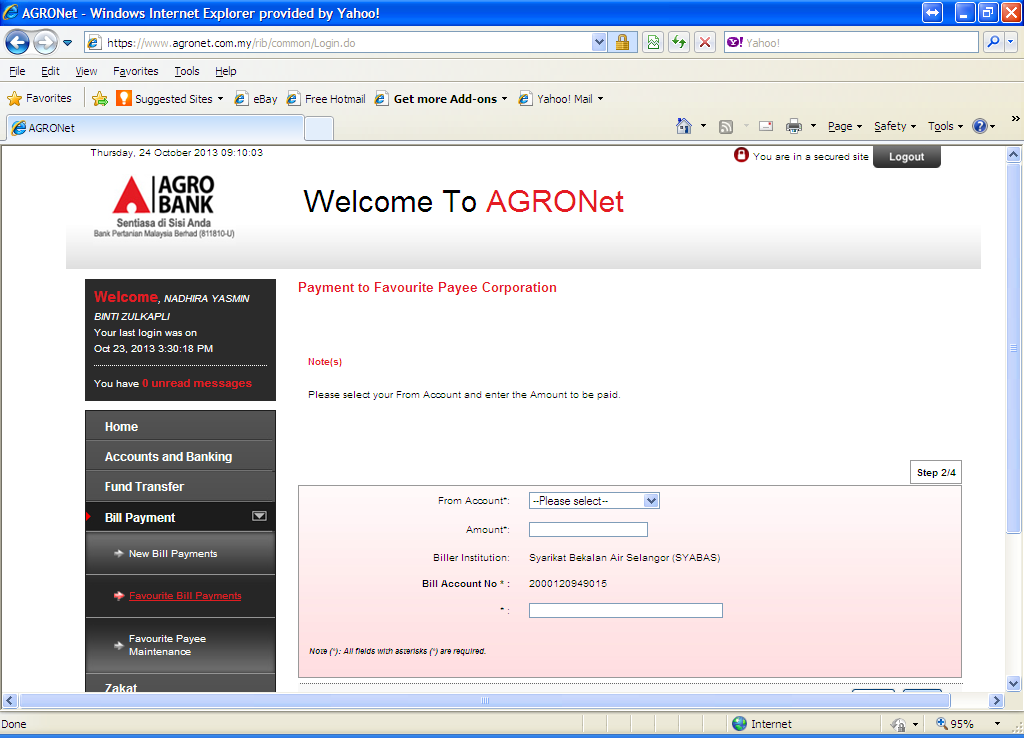 AGRONet - Windows Internet Explorer provided by Yahoo!
https://www.agronet.com.my/rib/common/Login.do
Yahoo!
File Edit View Favorites Tools Help
Favorites Suggested Sites eBay Free Hotmail Get more Add-ons Yahoo! Mail
AGRONet
Page Safety Tools
Thursday, 24 October 2013 09:10:03
You are in a secured site Logout
AGRO
BANK
Sentiasa di Sisi Anda
Bank Pertanian Malaysia Berhad (811810-U)
Welcome To AGRONet
Welcome, NADHIRA YASMIN
BINTI ZULKAPLI
Your last login was on
Oct 23, 2013 3:30:18 PM
You have 0 unread messages
Home
Accounts and Banking
Fund Transfer
Bill Payment
New Bill Payments
Favourite Bill Payments
Favourite Payee
Maintenance
Zakat
Payment to Favourite Payee Corporation
Note(s)
Please select your From Account and enter the Amount to be paid.
Step 2/4
From Account*: --Please select--
Amount*:
Biller Institution: Syarikat Bekalan Air Selangor (SYABAS)
Bill Account No * : 2000120949015
* :
Note (*): All fields with asterisks (*) are required.
Done Internet 95%